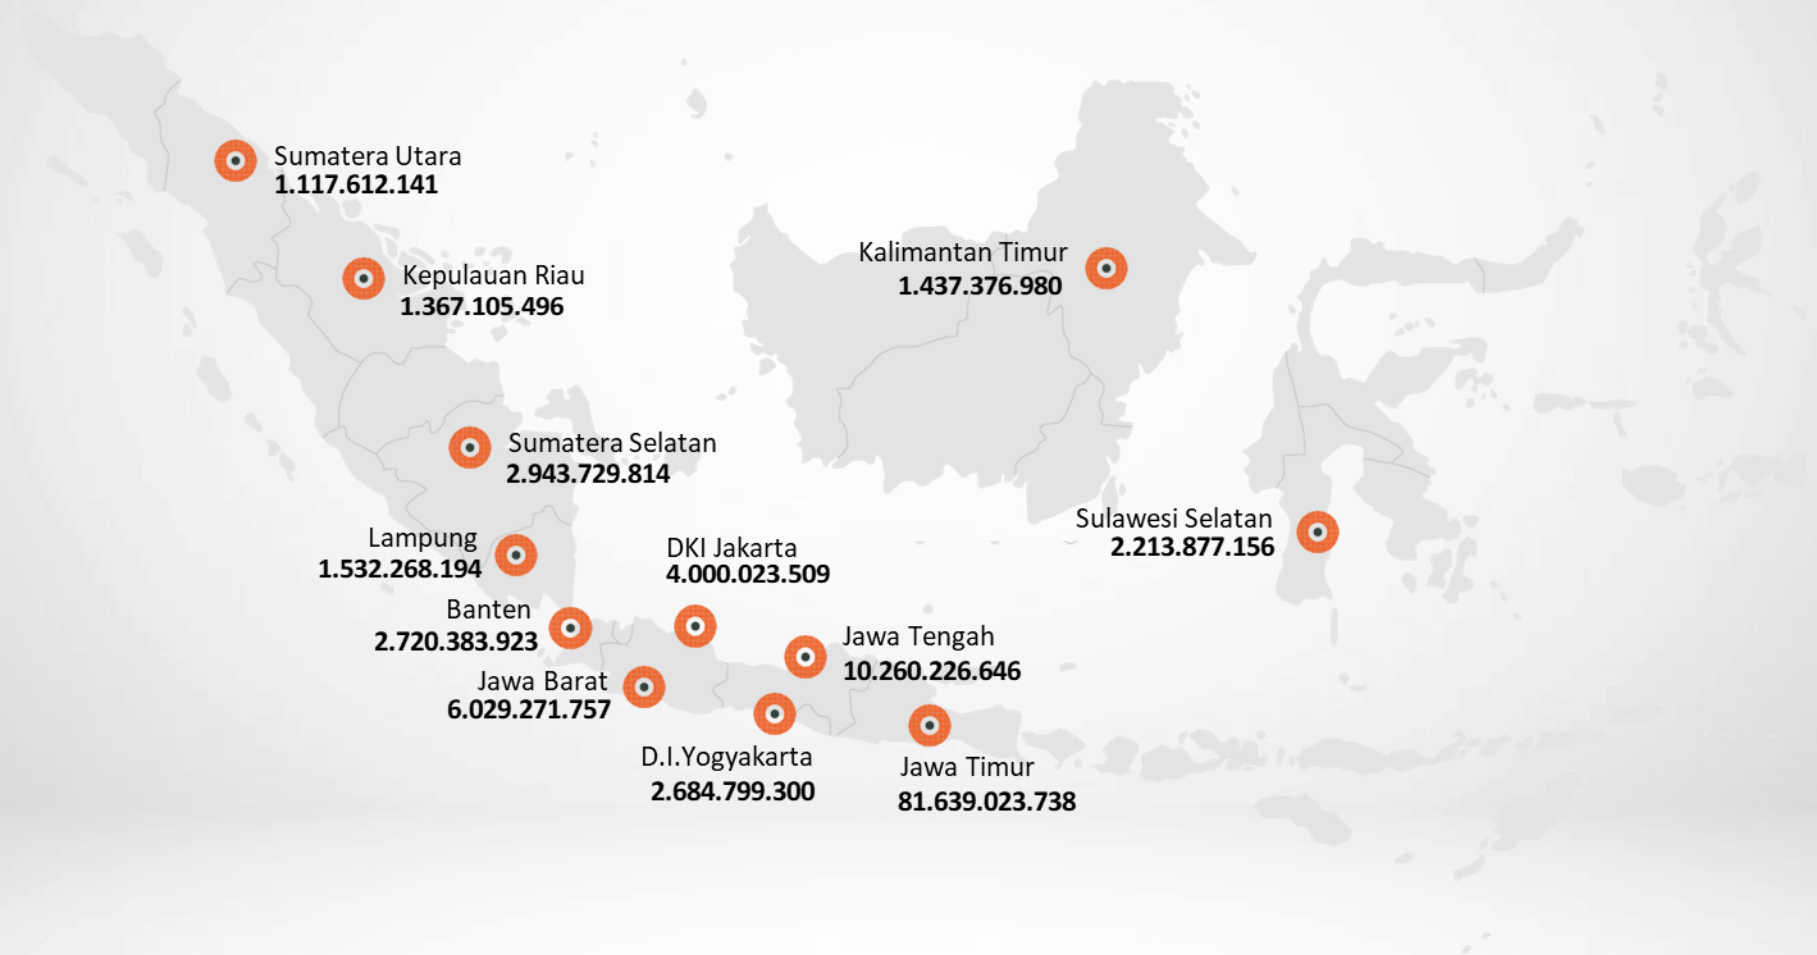 Sumatera Utara
1.117.612.141
Kepulauan Riau
1.367.105.496
Kalimantan Timur
1.437.376.980
Sumatera Selatan
2.943.729.814
Lampung
1.532.268.194
DKI Jakarta
4.000.023.509
Sulawesi Selatan
2.213.877.156
Banten
2.720.383.923
Jawa Tengah
10.260.226.646
Jawa Barat
6.029.271.757
D.I.Yogyakarta
2.684.799.300
Jawa Timur
81.639.023.738